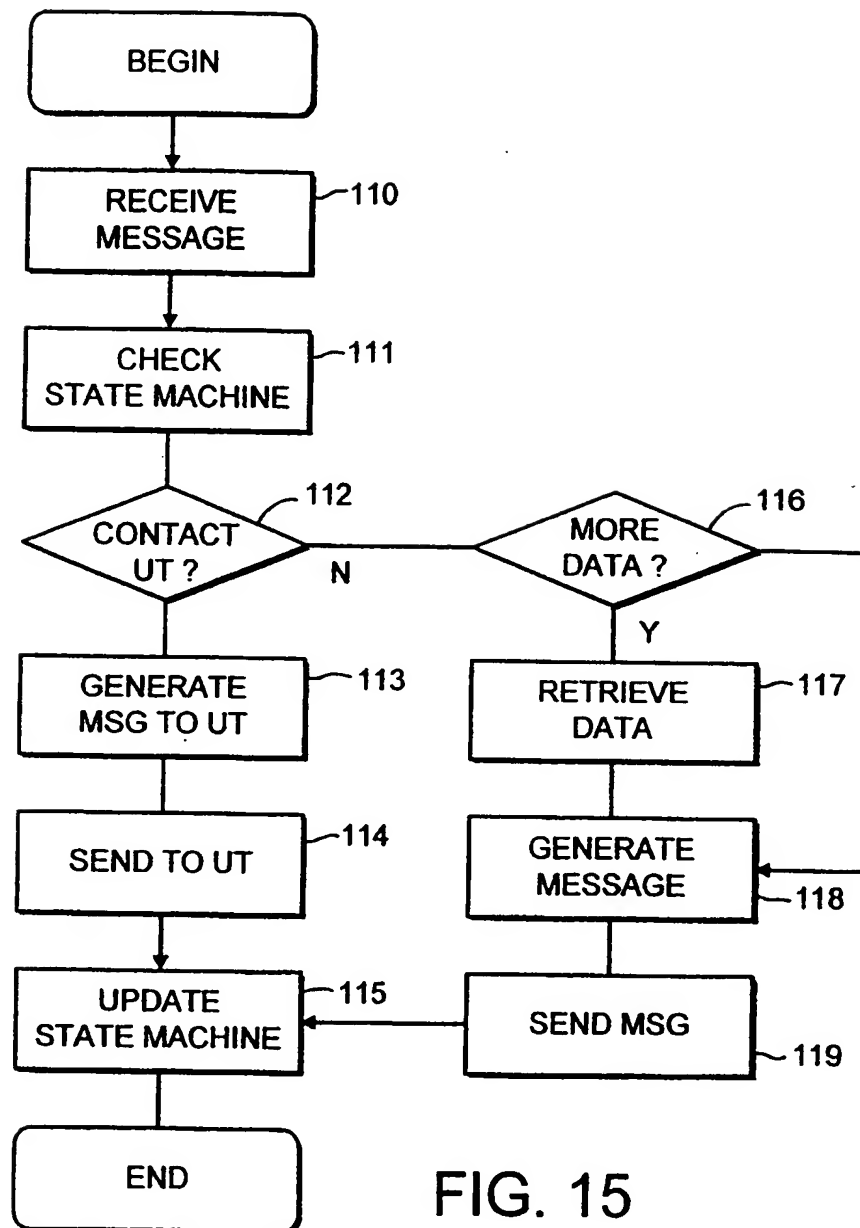 BEGIN
RECEIVE
MESSAGE
110
CHECK
STATE MACHINE
111
CONTACT
UT ?
112
N
MORE
DATA ?
116
Y
GENERATE
MSG TO UT
113
RETRIEVE
DATA
117
SEND TO UT
114
GENERATE
MESSAGE
118
UPDATE
STATE MACHINE
115
SEND MSG
119
END
FIG. 15